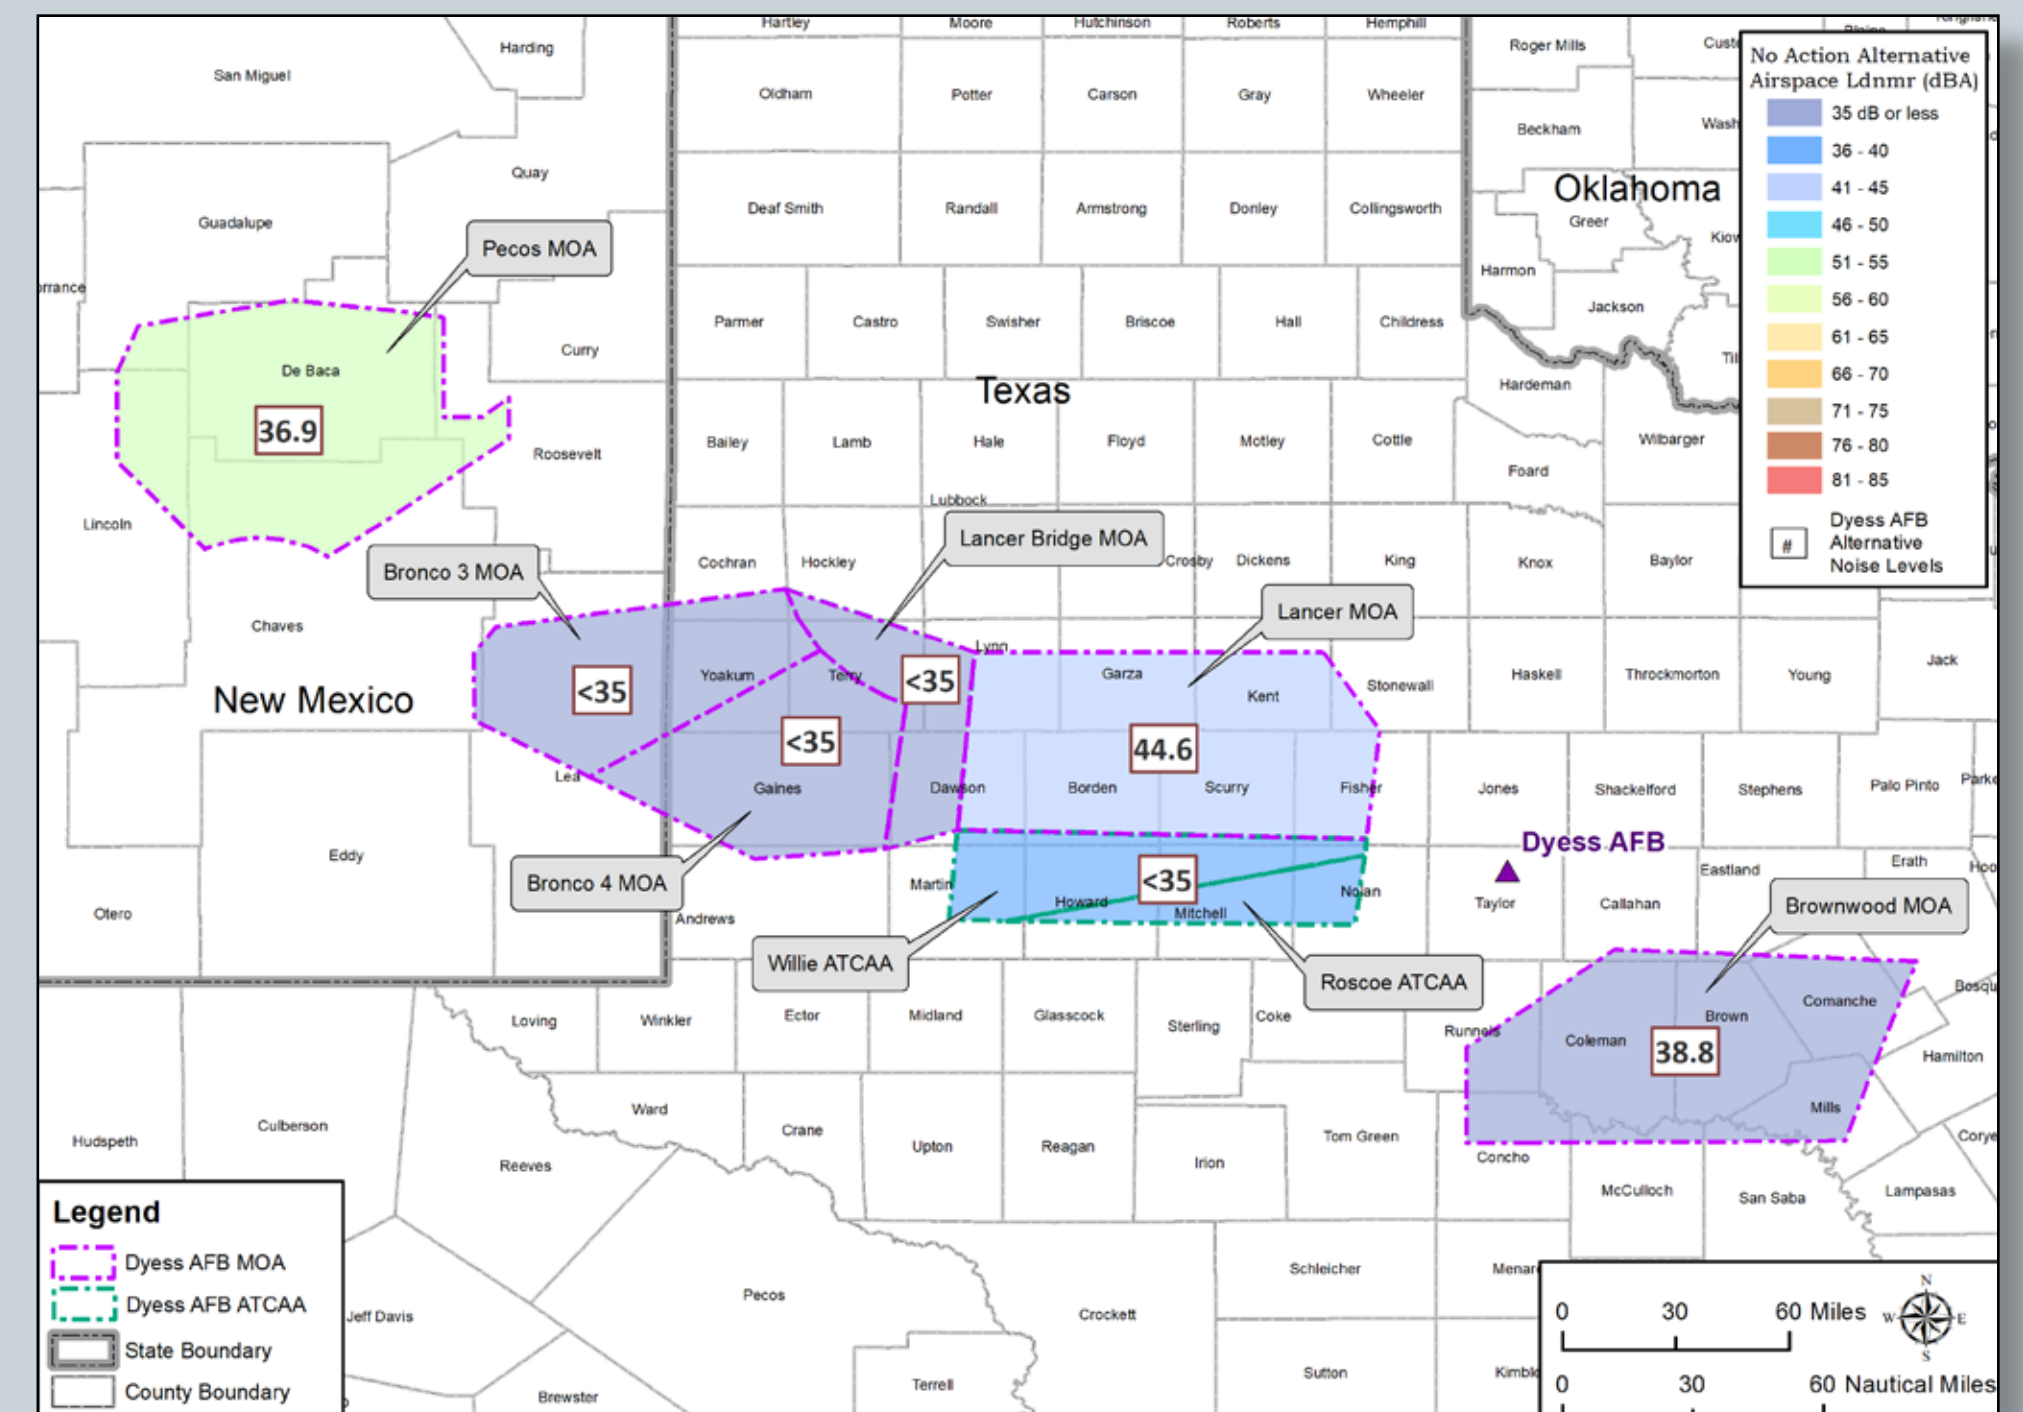 Hartley
Moore
Hutchinson
Roberts
Hemphill
Harding
San Miguel
Roger Mills
Oldham
Potter
Carson
Gray
Wheeler
Beckham
Quay
Guadalupe
Deaf Smith
Randall
Armstrong
Donley
Collingsworth
Oklahoma
Greer
Harmon
Jackson
Pecos MOA
Parmer
Castro
Swisher
Briscoe
Hall
Childress
Curry
De Baca
36.9
Texas
Hardeman
Roosevelt
Bailey
Lamb
Hale
Floyd
Motley
Cottle
Wilbarger
Foard
Lincoln
Lubbock
Lancer Bridge MOA
Bronco 3 MOA
Cochran
Hockley
Crosby
Dickens
King
Knox
Baylor
Lancer MOA
Chaves
New Mexico
Lynn
Yoakum
Terry
<35
<35
<35
Garza
Kent
Stonewall
Haskell
Throckmorton
Young
Jack
44.6
Lea
Gaines
Dawson
Borden
Scurry
Fisher
Jones
Shackelford
Stephens
Palo Pinto
Parke
Dyess AFB
Eddy
Bronco 4 MOA
Martin
<35
Howard
Mitchell
Nolan
Taylor
Callahan
Eastland
Erath
Hoo
Brownwood MOA
Otero
Andrews
Willie ATCAA
Roscoe ATCAA
Loving
Winkler
Ector
Midland
Glasscock
Sterling
Coke
Runnels
Coleman
Brown
Comanche
Bosqu
38.8
Hamilton
Mills
Hudspeth
Culberson
Ward
Crane
Upton
Reagan
Irion
Tom Green
Concho
Corye
Reeves
McCulloch
San Saba
Lampasas
Pecos
Jeff Davis
Crockett
Schleicher
Menar
Sutton
Kimbl
Terrell
Brewster
No Action Alternative
Airspace Ldnmr (dBA)
35 dB or less
36 - 40
41 - 45
46 - 50
51 - 55
56 - 60
61 - 65
66 - 70
71 - 75
76 - 80
81 - 85
# Dyess AFB
Alternative
Noise Levels
Legend
Dyess AFB MOA
Dyess AFB ATCAA
State Boundary
County Boundary
N
W E
S
0 30 60 Miles
0 30 60 Nautical Miles